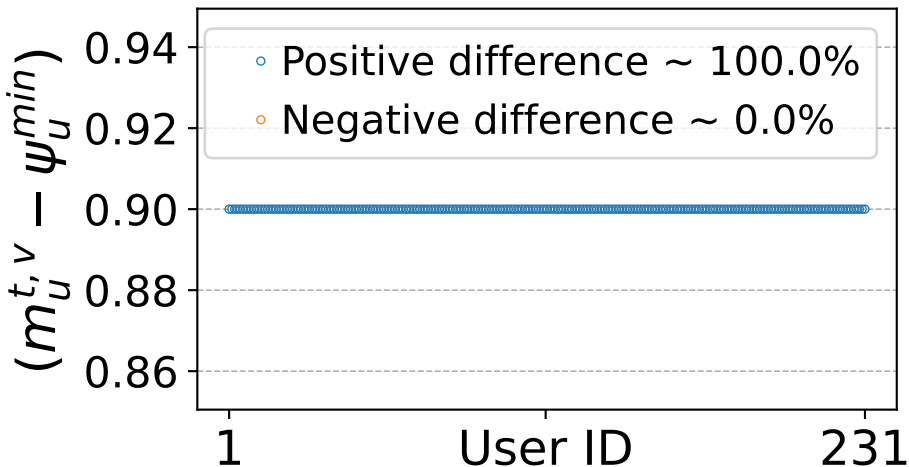 (m_u^{t,v} − ψ_u^{min})
0.94
0.92
0.90
0.88
0.86
Positive difference ~ 100.0%
Negative difference ~ 0.0%
1 User ID 231